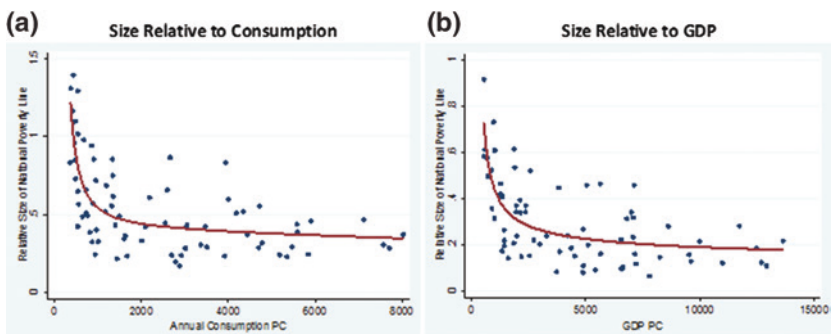 (a)
Size Relative to Consumption
Relative Size of National Poverty Line
1.5
1
.5
0
0 2000 4000 6000 8000
Annual Consumption PC
(b)
Size Relative to GDP
Relative Size of National Poverty Line
1
.8
.6
.4
.2
0
0 5000 10000 15000
GDP PC